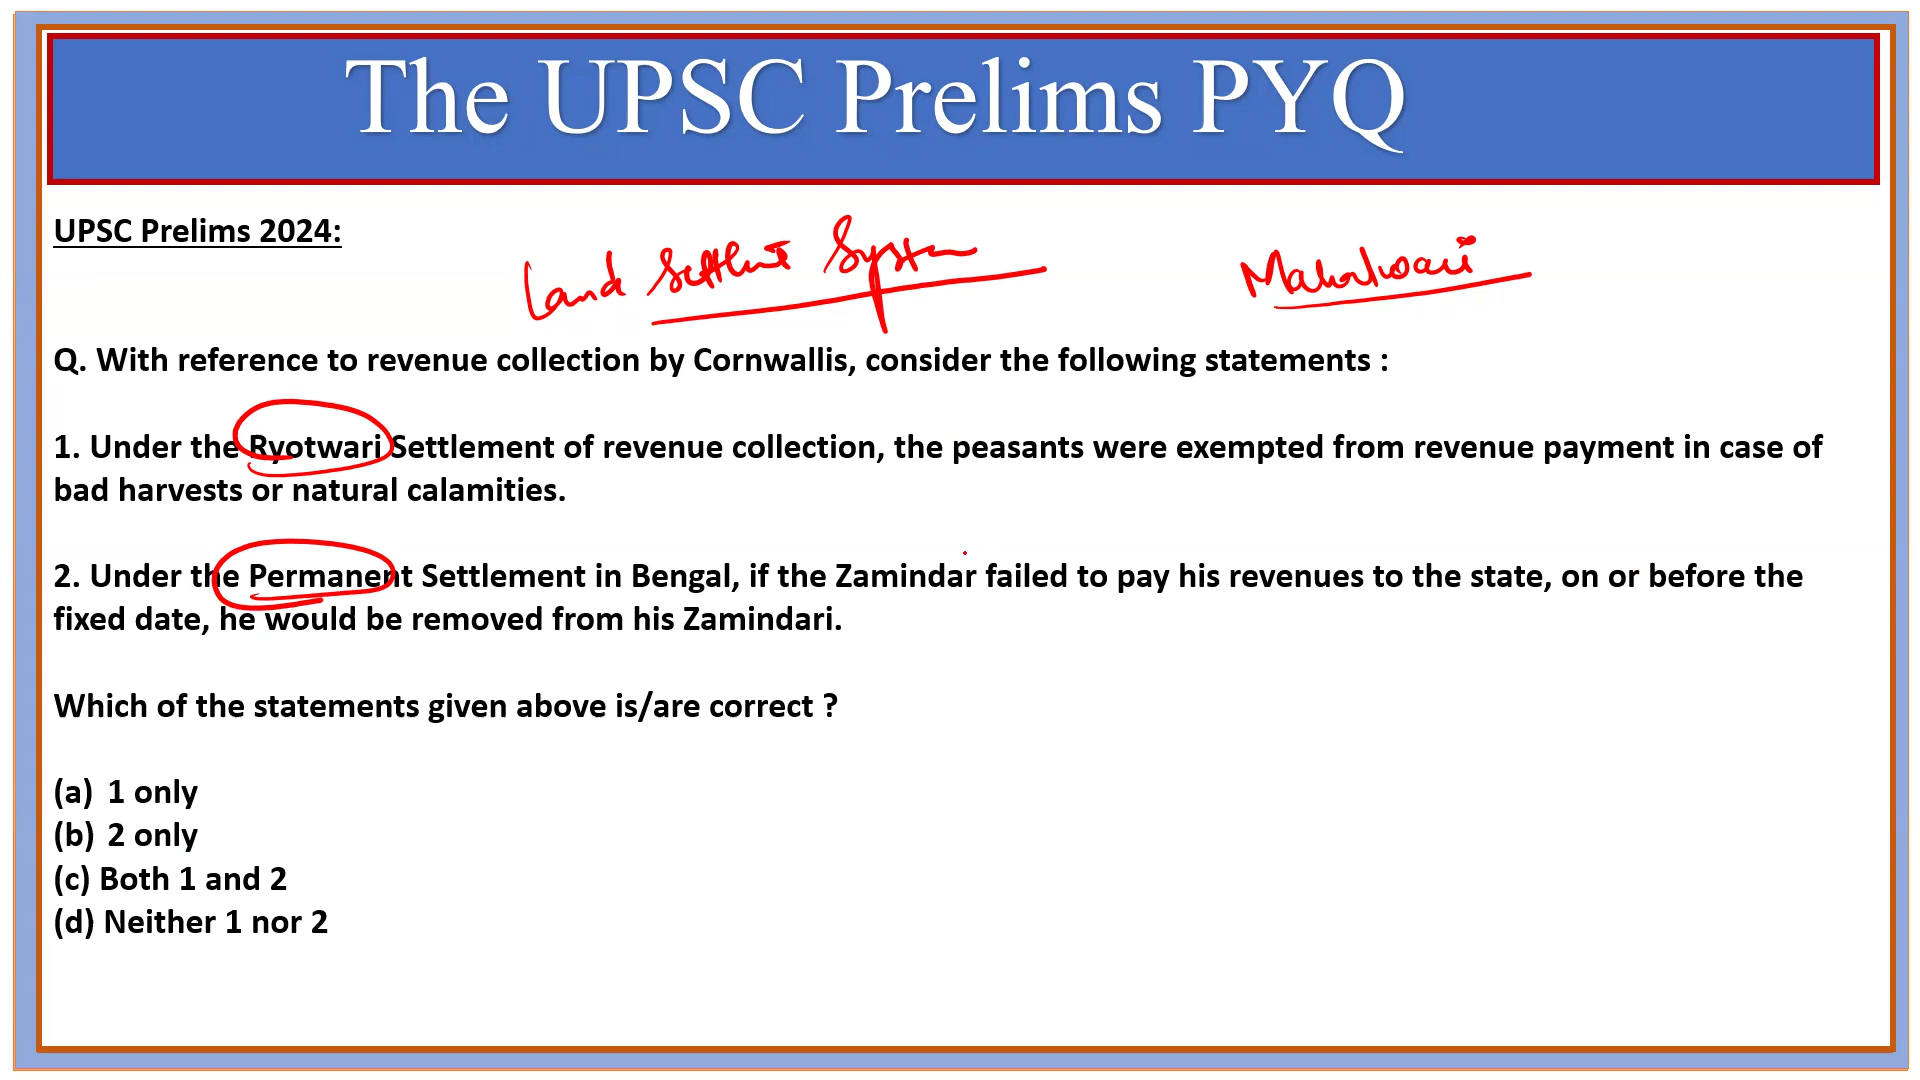 The UPSC Prelims PYQ
UPSC Prelims 2024:
Land System
Mahalwari
Q. With reference to revenue collection by Cornwallis, consider the following statements :
1. Under the Ryotwari Settlement of revenue collection, the peasants were exempted from revenue payment in case of
bad harvests or natural calamities.
2. Under the Permanent Settlement in Bengal, if the Zamindar failed to pay his revenues to the state, on or before the
fixed date, he would be removed from his Zamindari.
Which of the statements given above is/are correct ?
(a) 1 only
(b) 2 only
(c) Both 1 and 2
(d) Neither 1 nor 2